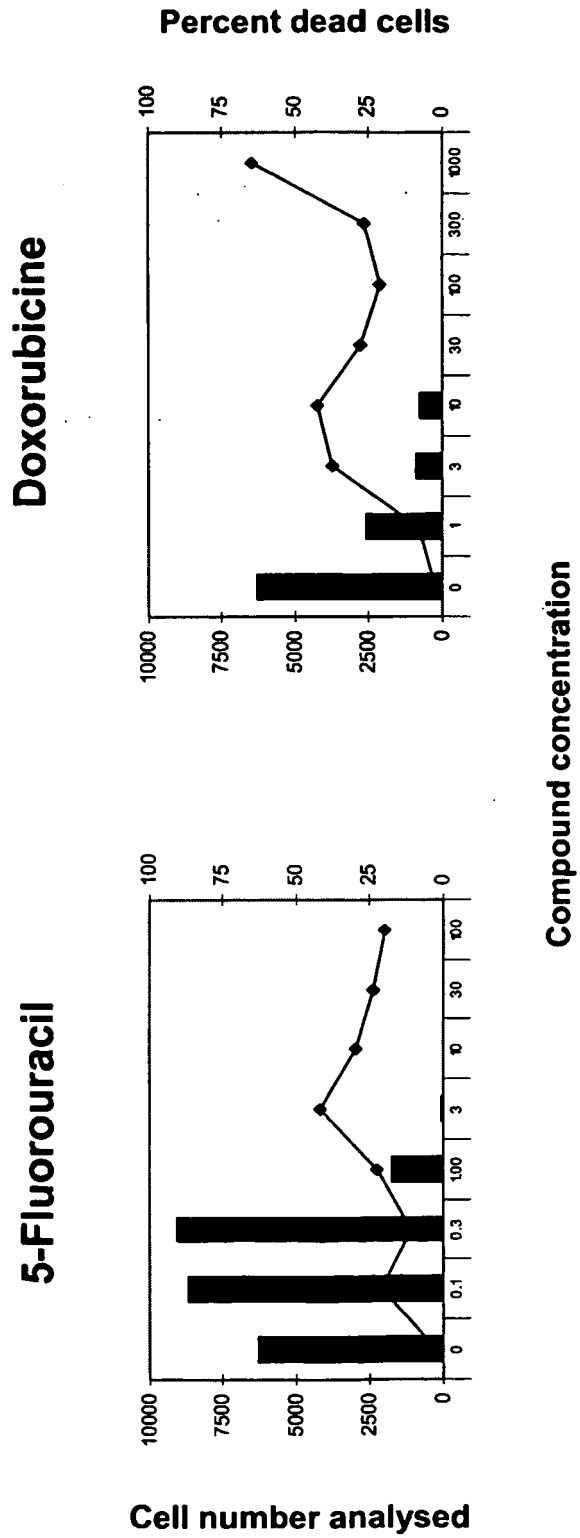 5-Fluorouracil
Cell number analysed
10000
7500
5000
2500
0
100
75
50
25
0
0 0.1 0.3 1.00 3 10 30 100
Doxorubicine
10000
7500
5000
2500
0
100
75
50
25
0
Percent dead cells
0 1 3 10 30 100 300 1000
Compound concentration